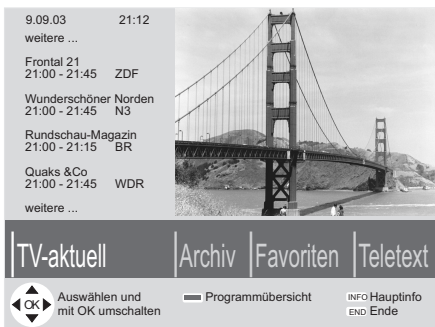 9.09.03 21:12
weitere ...
Frontal 21
21:00 - 21:45 ZDF
Wunderschöner Norden
21:00 - 21:45 N3
Rundschau-Magazin
21:00 - 21:15 BR
Quaks &Co
21:00 - 21:45 WDR
weitere ...
TV-aktuell Archiv Favoriten Teletext
OK Auswählen und
mit OK umschalten
Programmübersicht
INFO Hauptinfo
END Ende